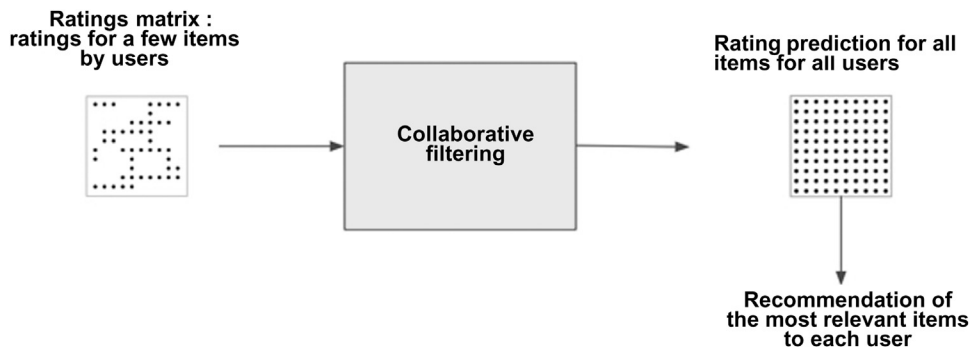 Ratings matrix :
ratings for a few items
by users
Collaborative
filtering
Rating prediction for all
items for all users
Recommendation of
the most relevant items
to each user